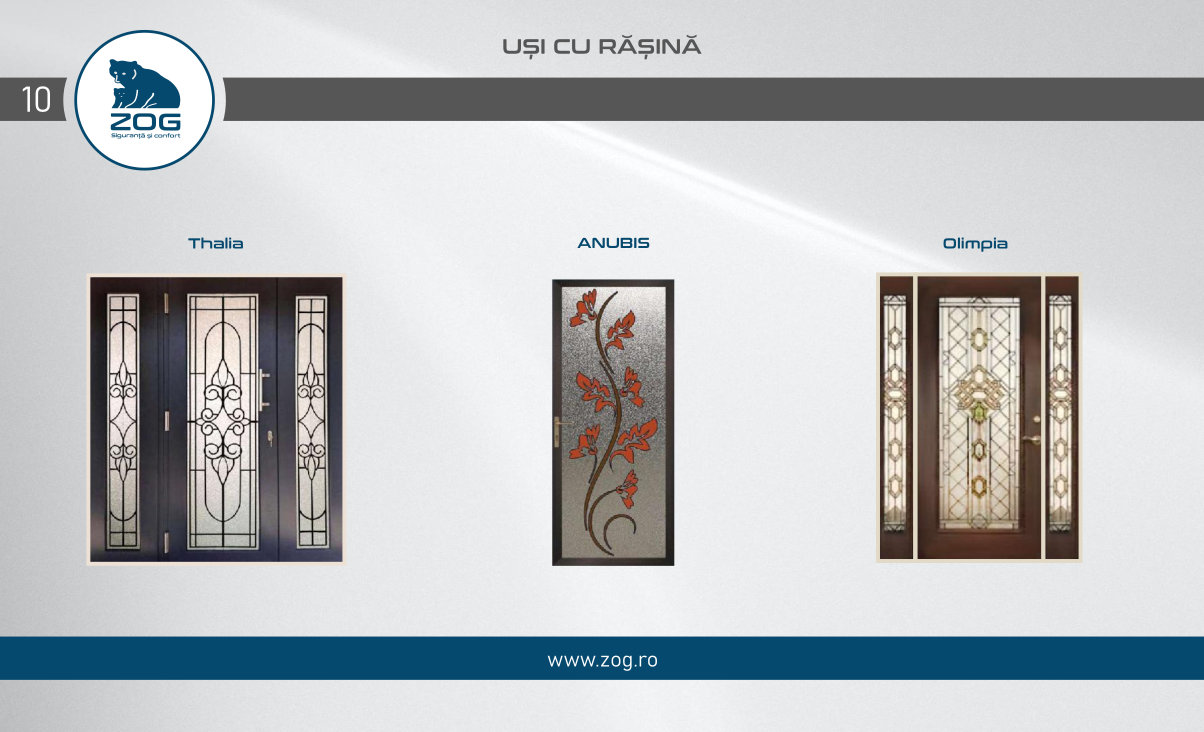 UȘI CU RĂȘINĂ
10
ZOG
Siguranță și confort
Thalia
ANUBIS
Olimpia
www.zog.ro